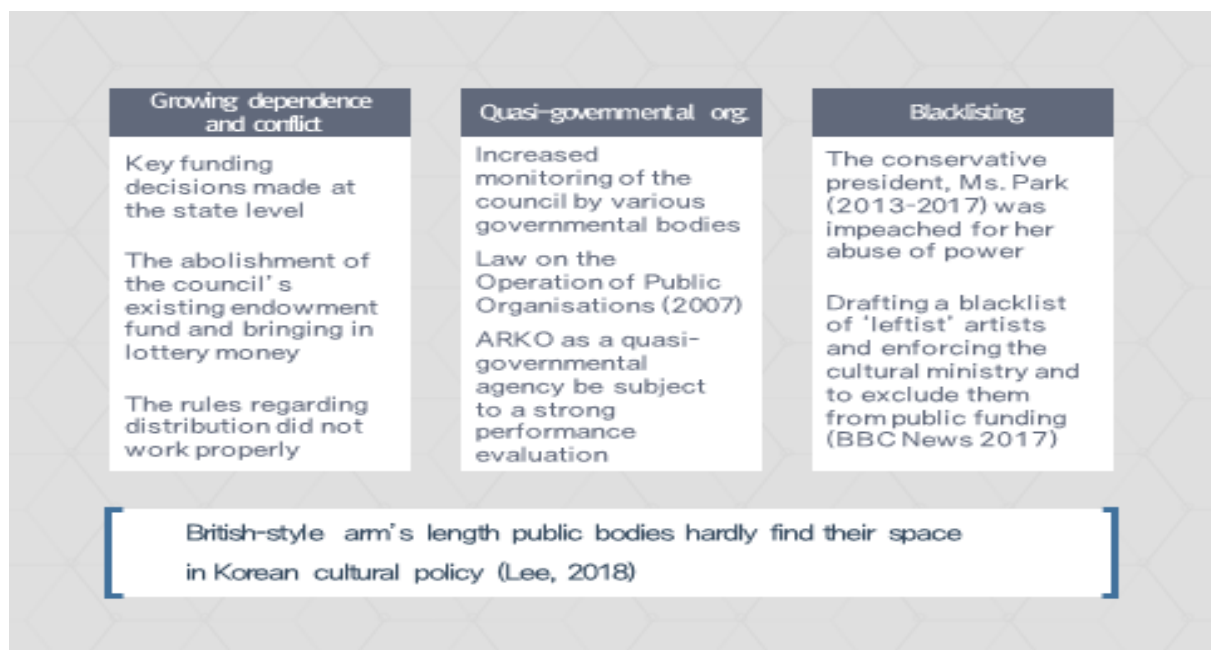 Growing dependence
and conflict
Key funding
decisions made at
the state level
The abolishment of
the council's
existing endowment
fund and bringing in
lottery money
The rules regarding
distribution did not
work properly
Quasi-governmental org.
Increased
monitoring of the
council by various
governmental bodies
Law on the
Operation of Public
Organisations (2007)
ARKO as a quasi-
governmental
agency be subject
to a strong
performance
evaluation
Blacklisting
The conservative
president, Ms. Park
(2013-2017) was
impeached for her
abuse of power
Drafting a blacklist
of 'leftist' artists
and enforcing the
cultural ministry and
to exclude them
from public funding
(BBC News 2017)
British-style arm's length public bodies hardly find their space
in Korean cultural policy (Lee, 2018)